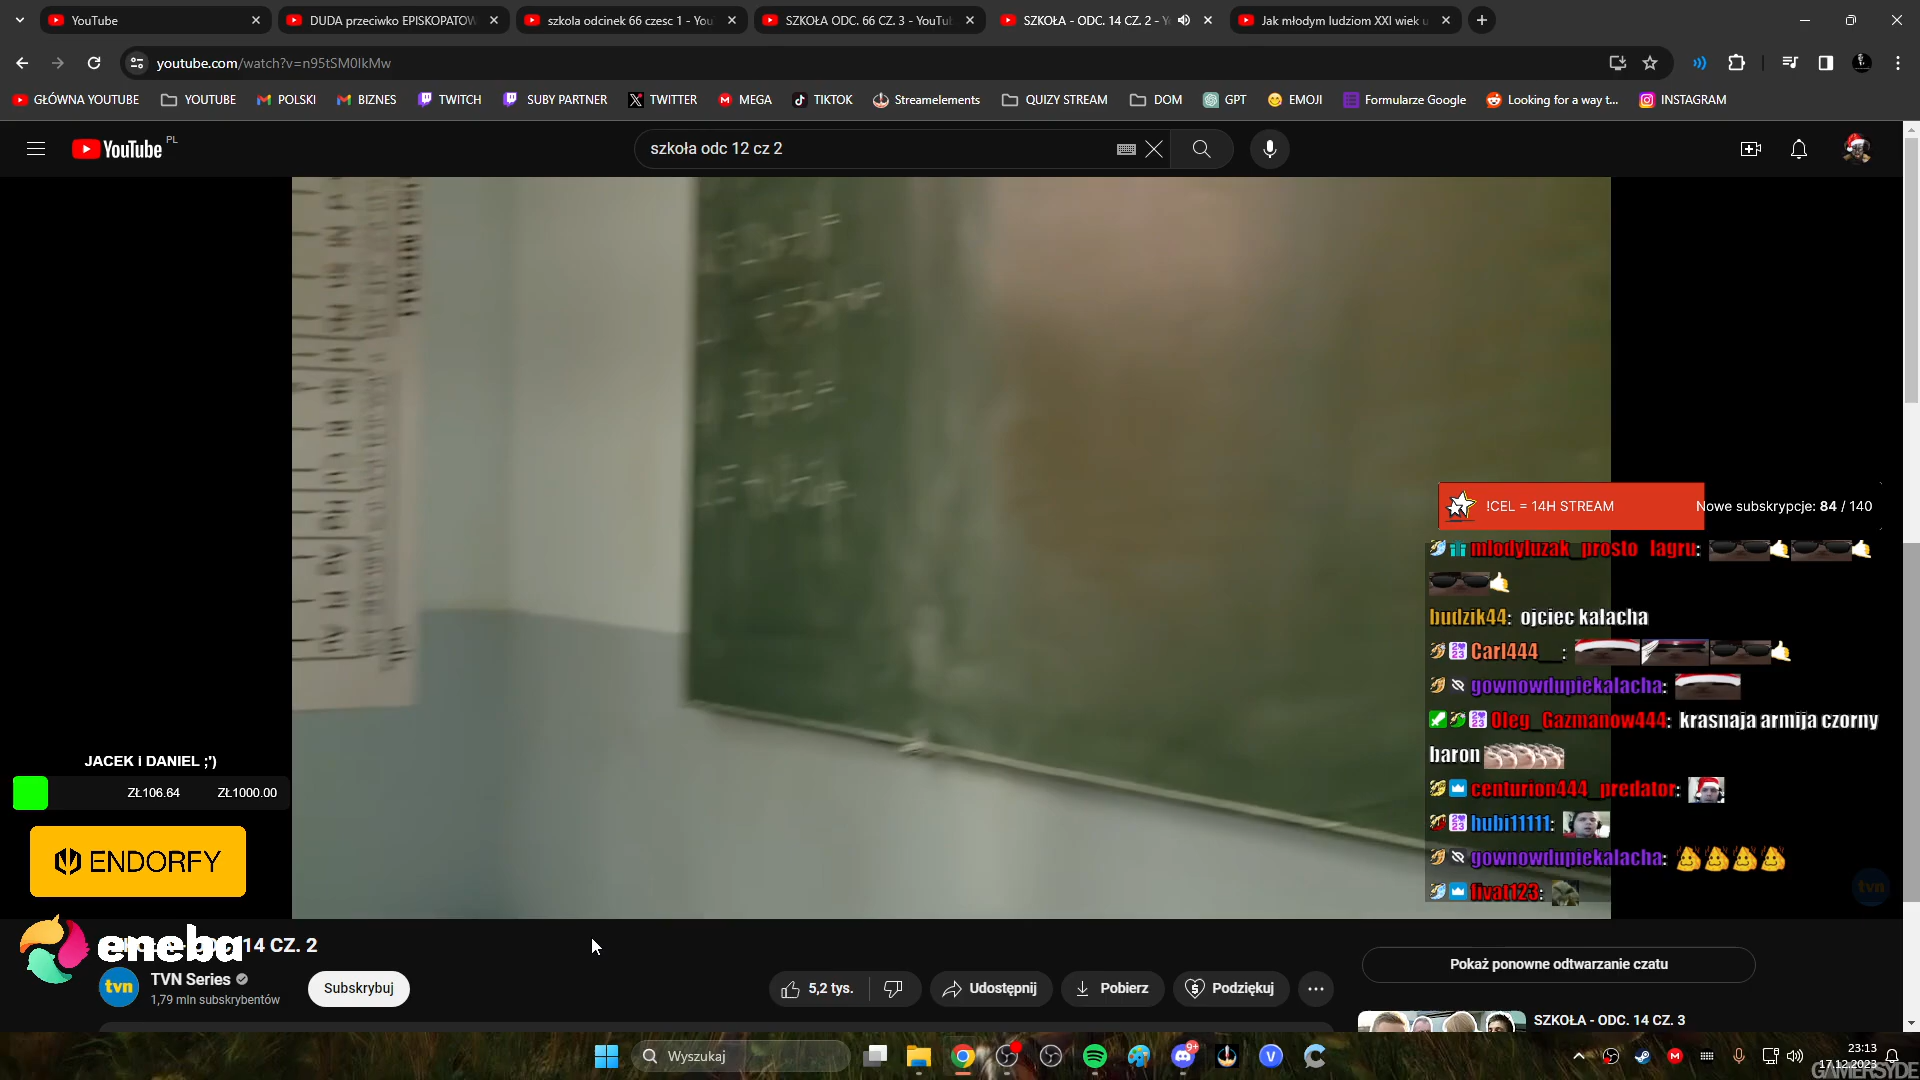 YouTube
DUDA przeciwko EPISKOPATOW
szkola odcinek 66 czesc 1 - You
SZKOŁA ODC. 66 CZ. 3 - YouTu
SZKOŁA - ODC. 14 CZ. 2 - Y
Jak młodym ludziom XXI wiek u
youtube.com/watch?v=n95tSM0lkMw
GŁÓWNA YOUTUBE
YOUTUBE
POLSKI
BIZNES
TWITCH
SUBY PARTNER
TWITTER
MEGA
TIKTOK
Streamelements
QUIZY STREAM
DOM
GPT
EMOJI
Formularze Google
Looking for a way t...
INSTAGRAM
YouTube PL
szkoła odc 12 cz 2
!CEL = 14H STREAM
Nowe subskrypcje: 84 / 140
mlodyluzak_prosto_lagru:
budzik44: ojciec kalacha
Carl444__:
gownowdupiekalacha:
Oleg_Gazmanow444: krasnaja armija czorny
baron
centurion444_predator:
hubi11111:
gownowdupiekalacha:
fivat123:
tvn
JACEK i DANIEL ;')
ZŁ106.64
ZŁ1000.00
ENDORFY
eneba
14 CZ. 2
tvn
TVN Series
1,79 mln subskrybentów
Subskrybuj
5,2 tys.
Udostępnij
Pobierz
Podziękuj
Pokaż ponowne odtwarzanie czatu
SZKOŁA - ODC. 14 CZ. 3
Wyszukaj
9+
23:13
17.12.2023
GAMERSYDE